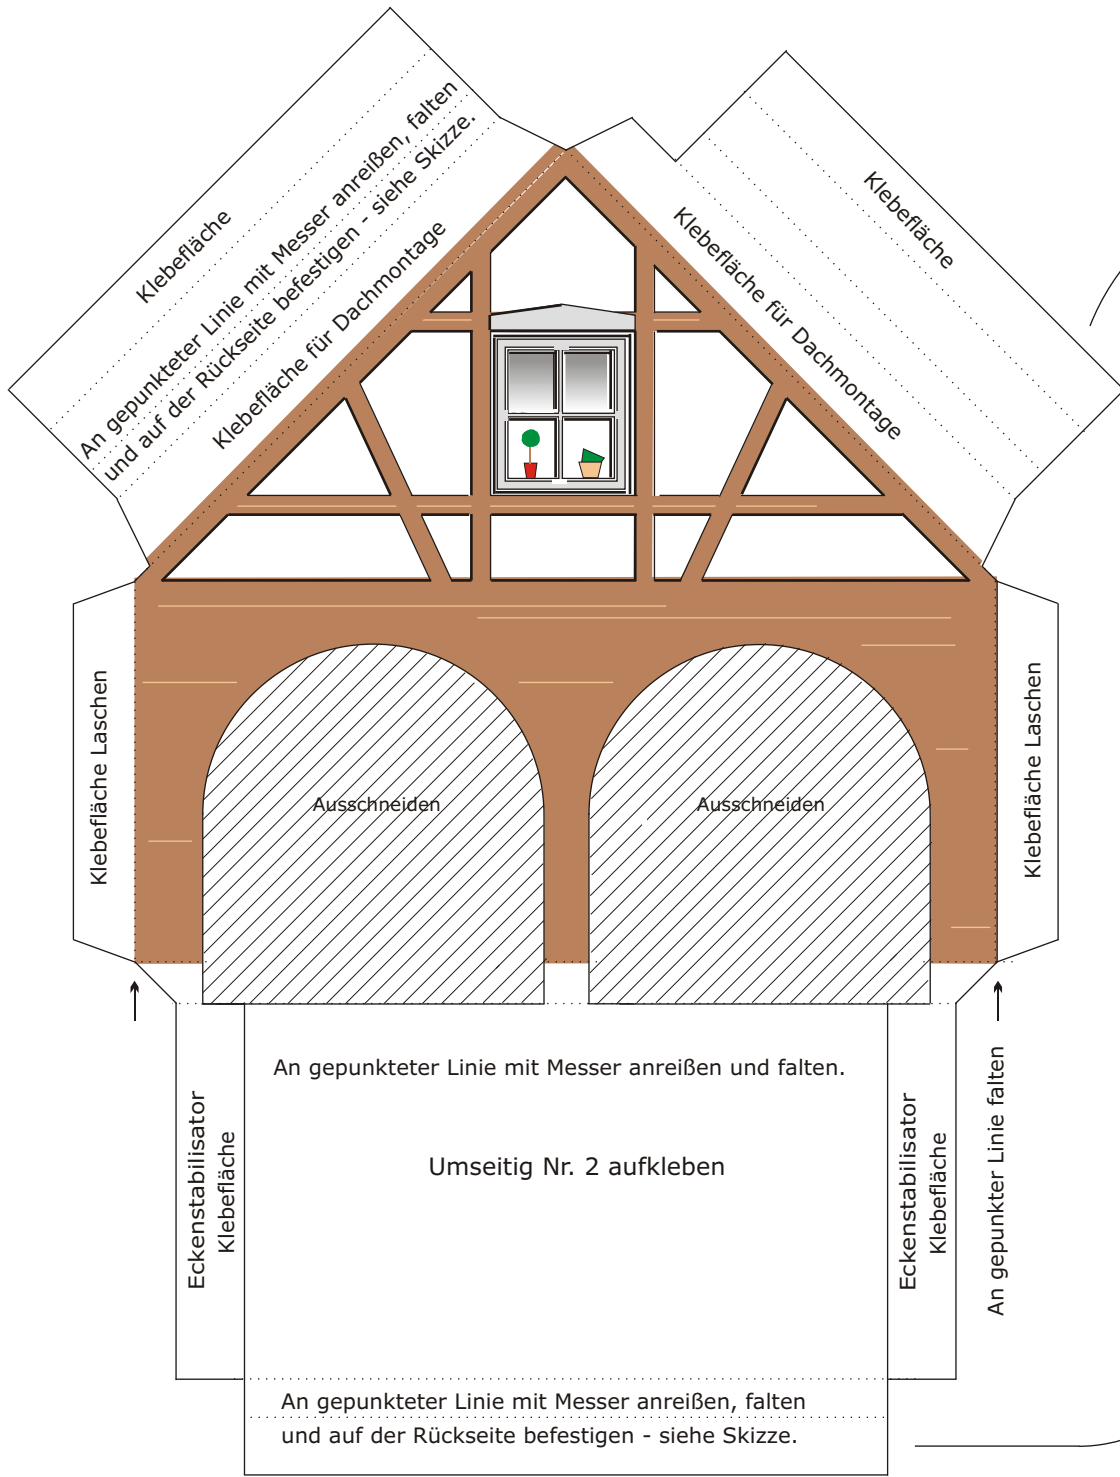 Klebefläche
An gepunkteter Linie mit Messer anreißen, falten
und auf der Rückseite befestigen - siehe Skizze.
Klebefläche für Dachmontage
Klebefläche
Klebefläche für Dachmontage
Klebefläche Laschen
Ausschneiden
Ausschneiden
Klebefläche Laschen
An gepunkteter Linie mit Messer anreißen und falten.
Umseitig Nr. 2 aufkleben
Eckenstabilisator
Klebefläche
Eckenstabilisator
Klebefläche
An gepunkter Linie falten
An gepunkteter Linie mit Messer anreißen, falten
und auf der Rückseite befestigen - siehe Skizze.